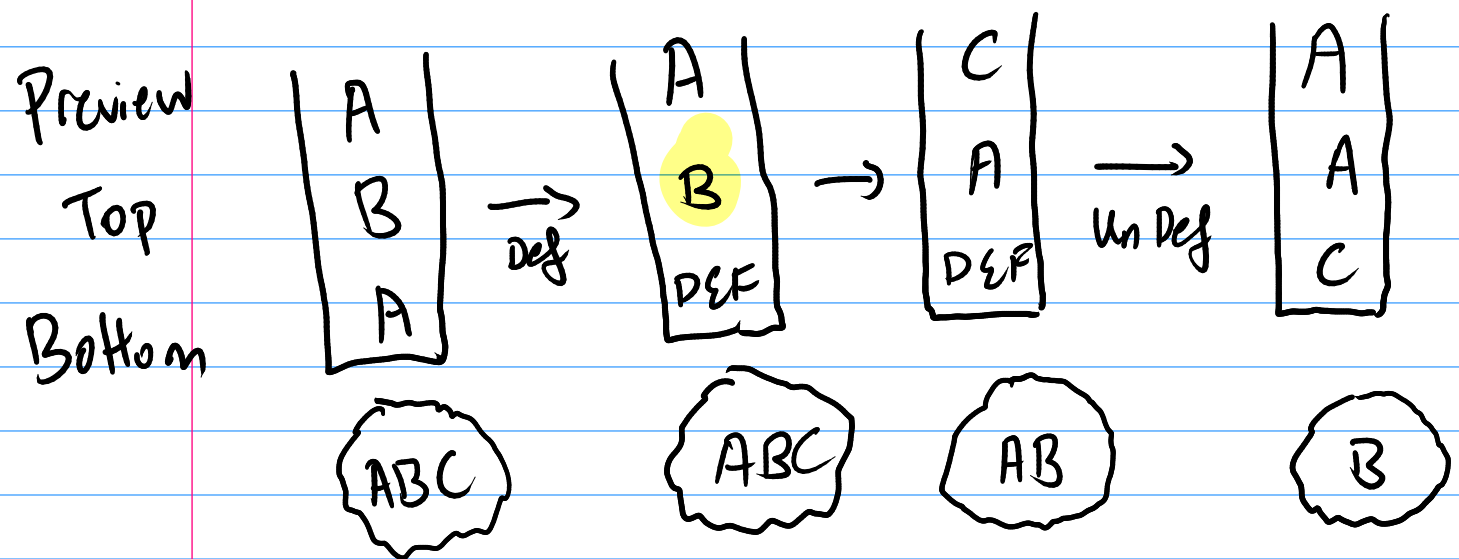 Preview A A C A
Top B B A A
Def Un Def
Bottom A DEF DEF C
ABC ABC AB B